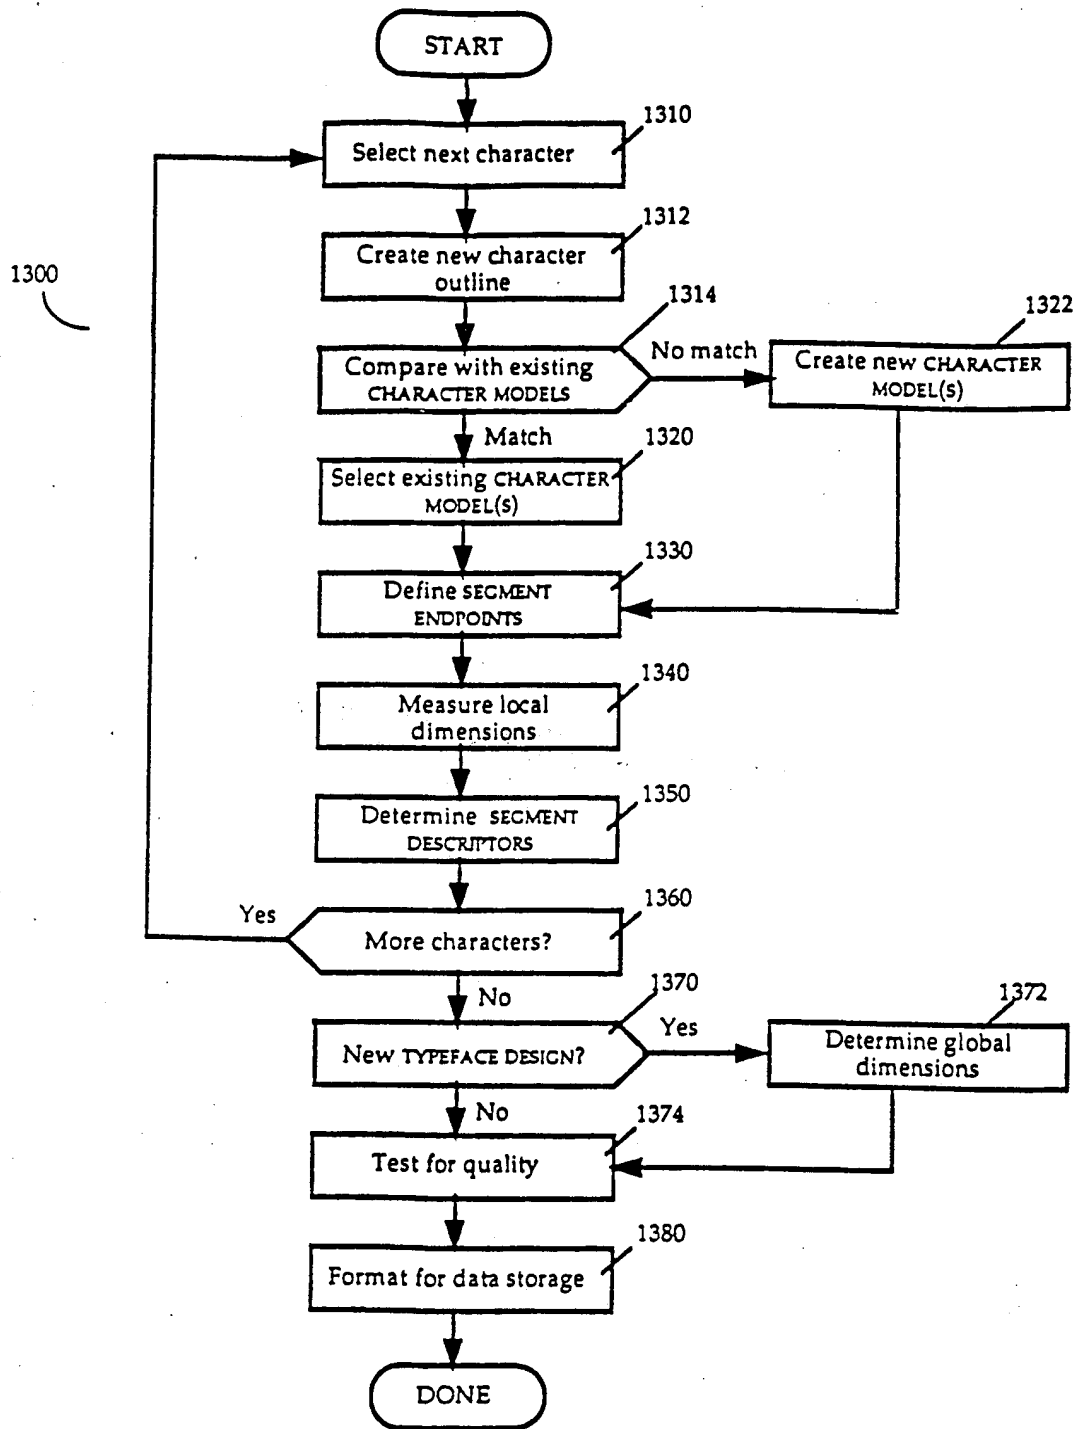 START
1310
Select next character
1312
Create new character
outline
1300
1314
Compare with existing
CHARACTER MODELS
No match
1322
Create new CHARACTER
MODEL(S)
Match
1320
Select existing CHARACTER
MODEL(S)
1330
Define SEGMENT
ENDPOINTS
1340
Measure local
dimensions
1350
Determine SEGMENT
DESCRIPTORS
1360
Yes
More characters?
No
1370
New TYPEFACE DESIGN?
Yes
1372
Determine global
dimensions
No
1374
Test for quality
1380
Format for data storage
DONE